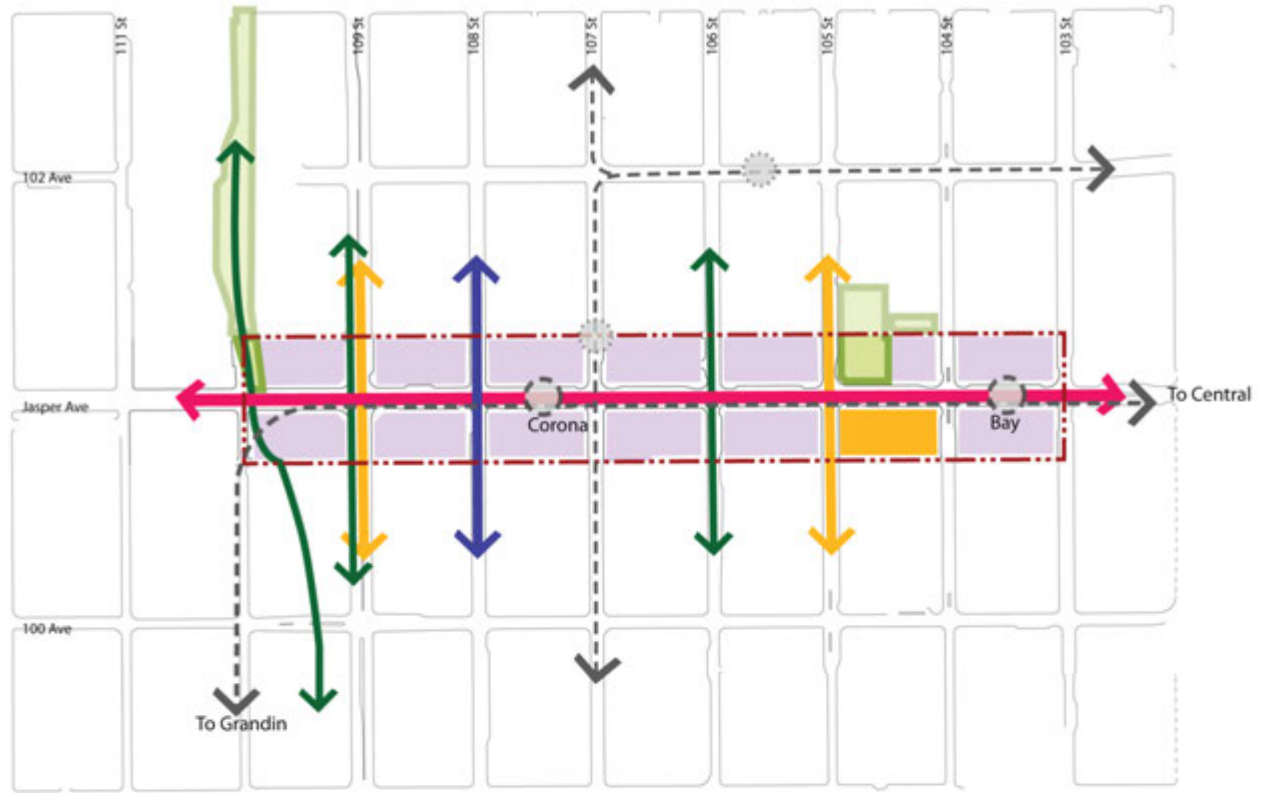 111 St
109 St
108 St
107 St
106 St
105 St
104 St
103 St
102 Ave
Jasper Ave
To Central
Corona
Bay
100 Ave
To Grandin